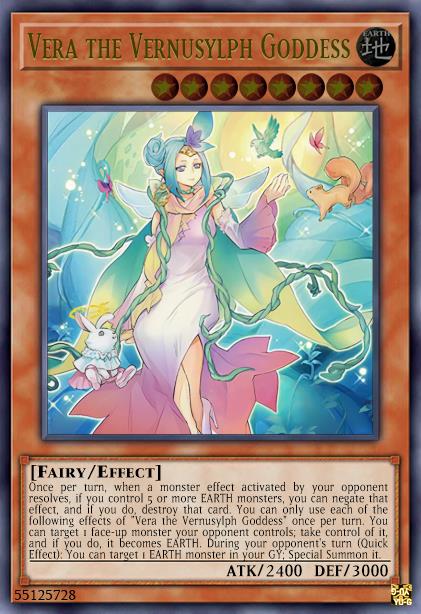 VERA THE VERNUSYLPH GODDESS
EARTH
地
[FAIRY/EFFECT]
Once per turn, when a monster effect activated by your opponent
resolves, if you control 5 or more EARTH monsters, you can negate that
effect, and if you do, destroy that card. You can only use each of the
following effects of "Vera the Vernusylph Goddess" once per turn. You
can target 1 face-up monster your opponent controls; take control of it,
and if you do, it becomes EARTH. During your opponent's turn (Quick
Effect): You can target 1 EARTH monster in your GY; Special Summon it.
ATK/2400 DEF/3000
55125728